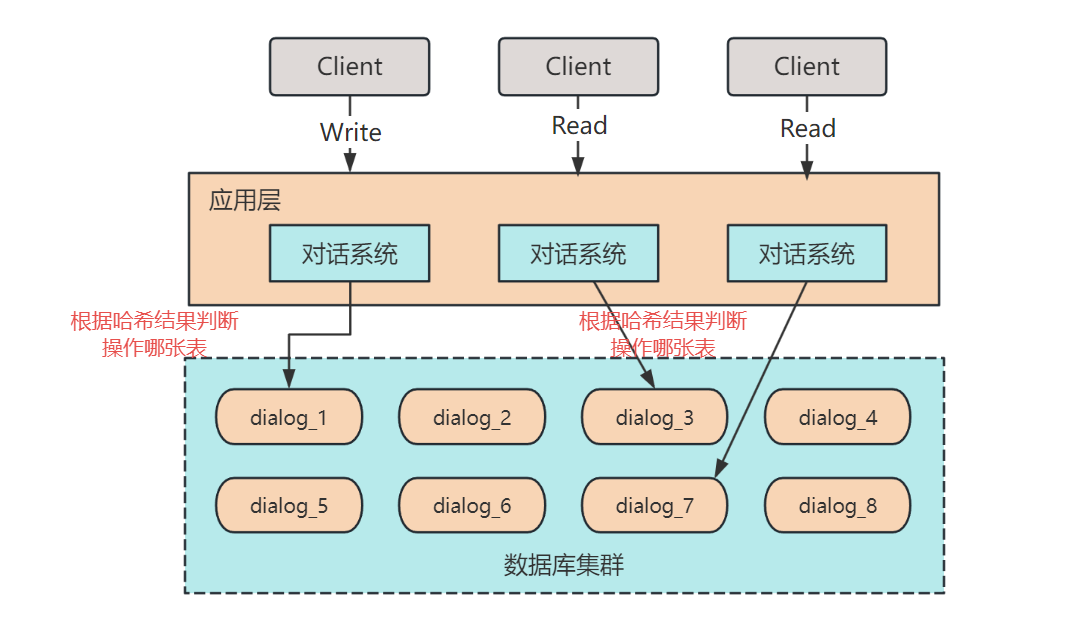 Client
Client
Client
Write
Read
Read
应用层
对话系统
对话系统
对话系统
根据哈希结果判断
操作哪张表
根据哈希结果判断
操作哪张表
dialog_1
dialog_2
dialog_3
dialog_4
dialog_5
dialog_6
dialog_7
dialog_8
数据库集群